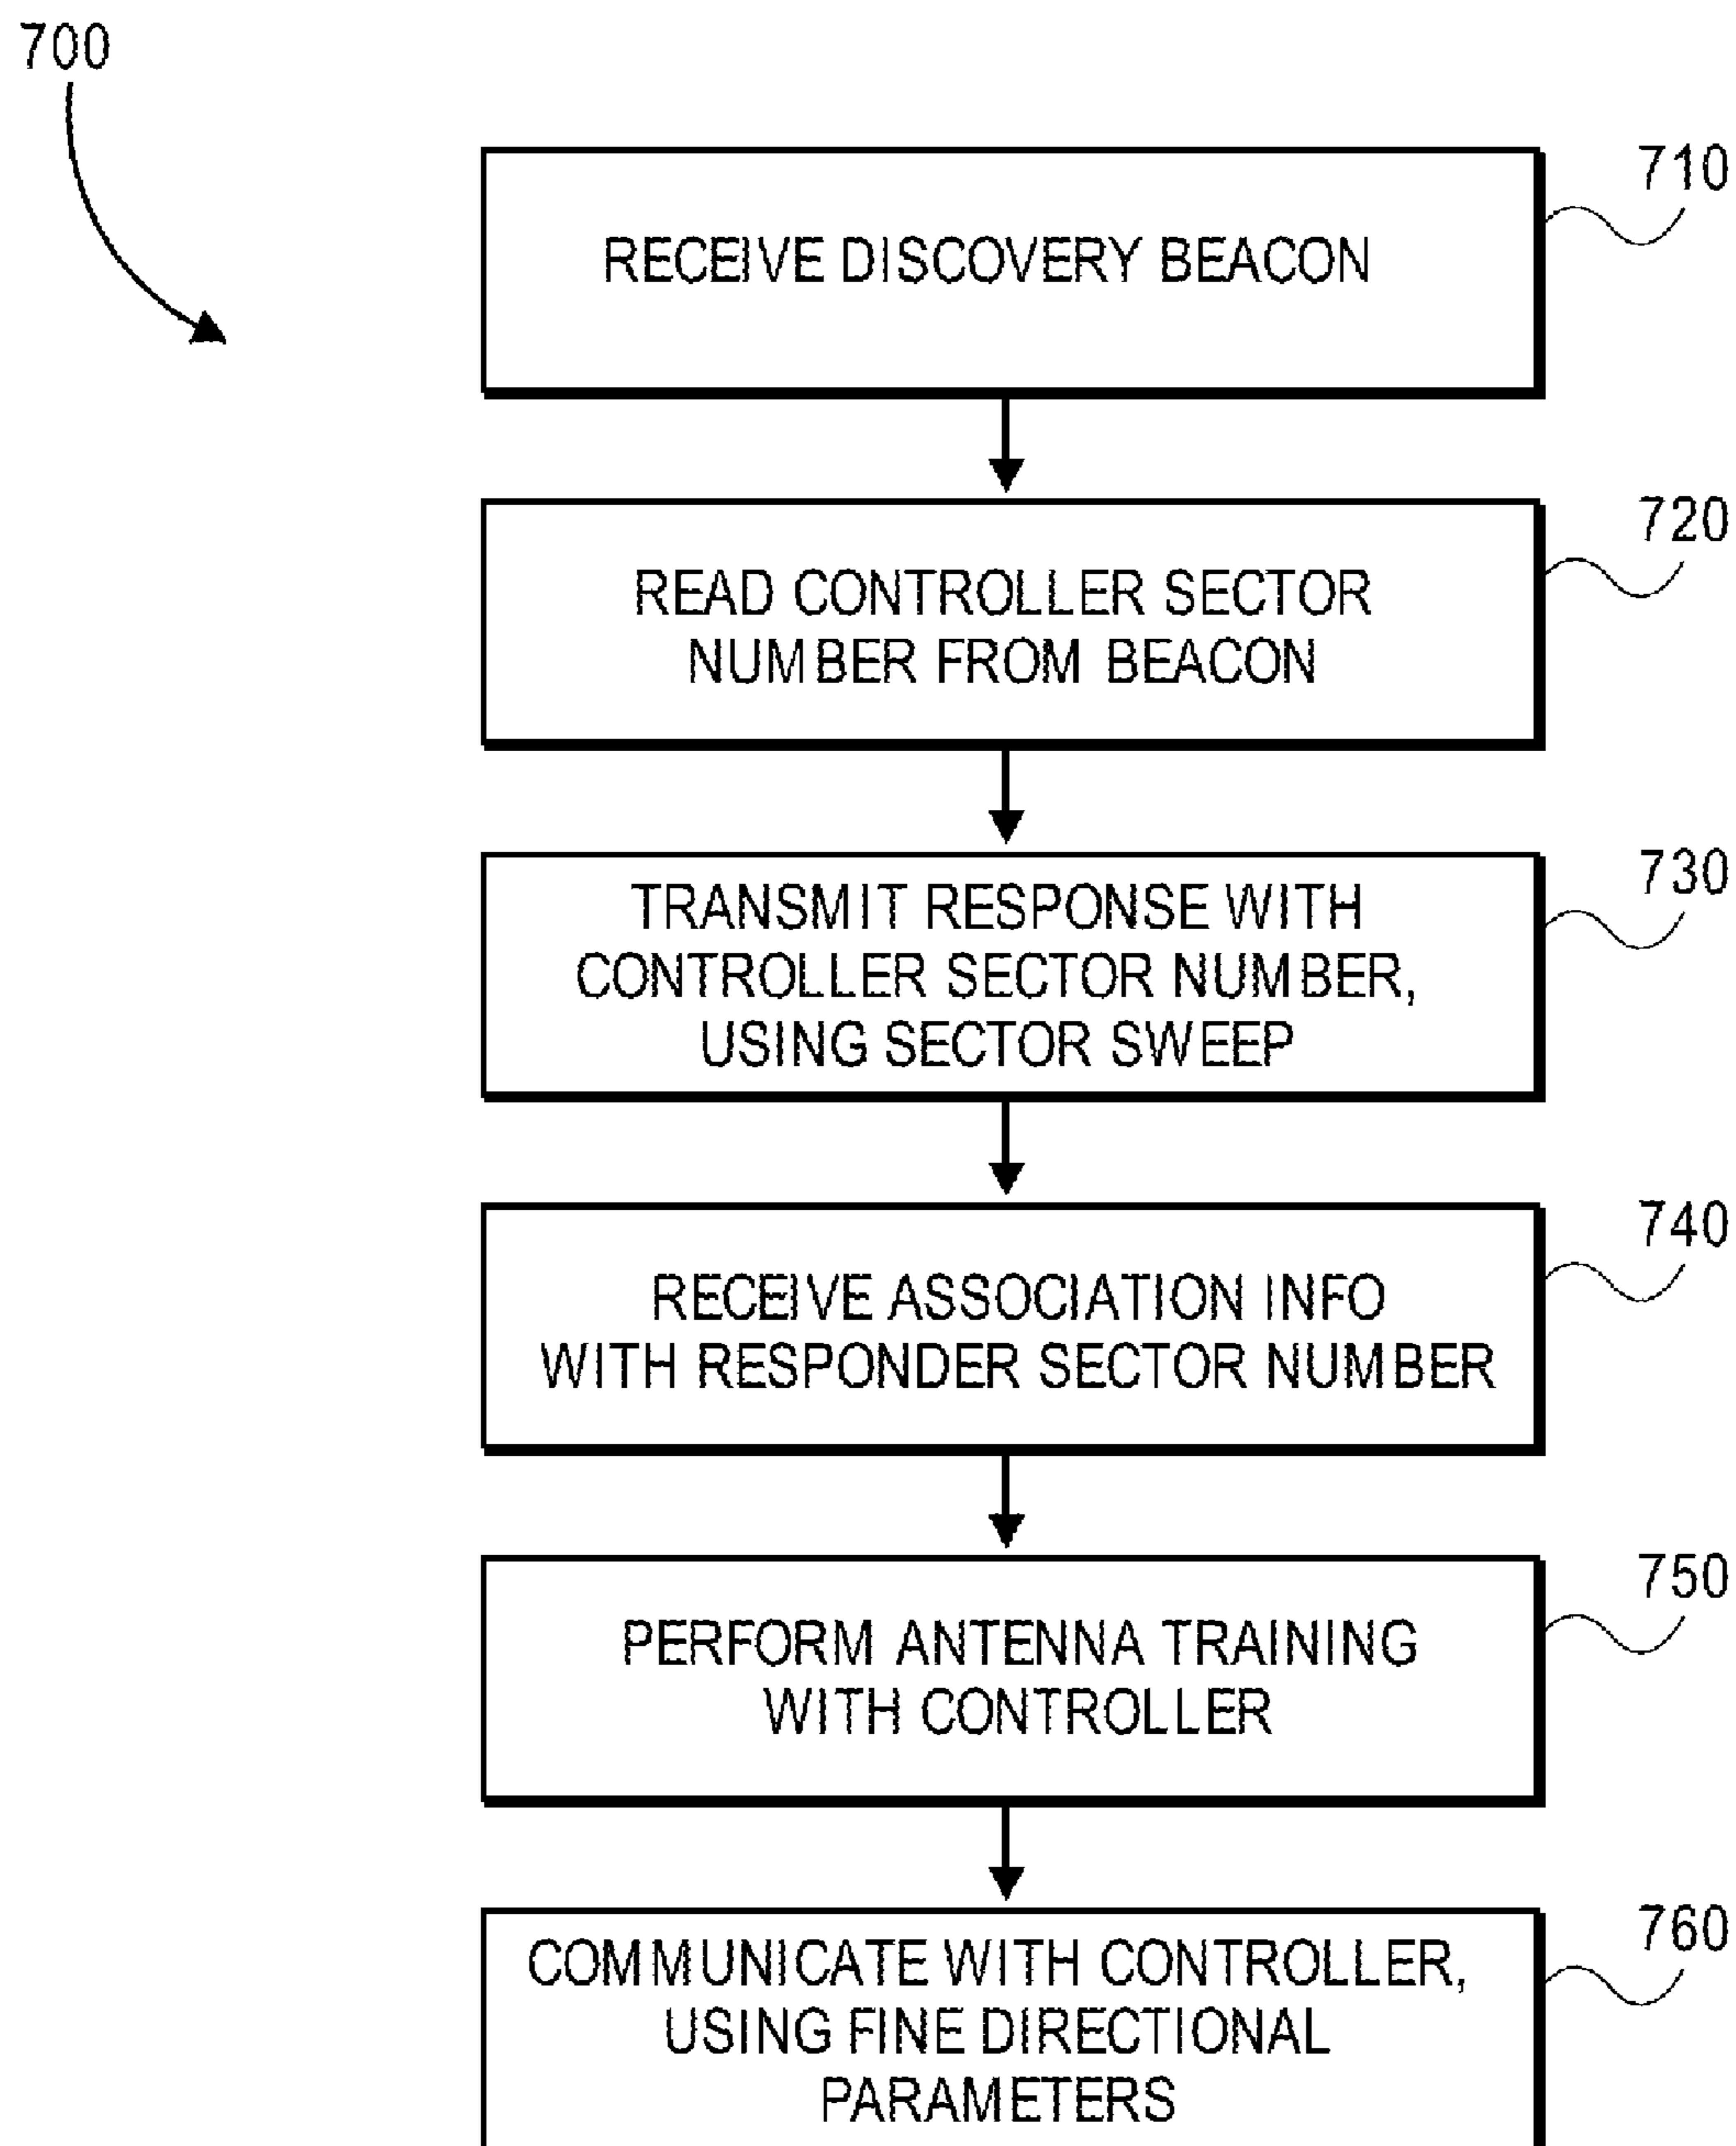 700
710
RECEIVE DISCOVERY BEACON
720
READ CONTROLLER SECTOR
NUMBER FROM BEACON
730
TRANSMIT RESPONSE WITH
CONTROLLER SECTOR NUMBER,
USING SECTOR SWEEP
740
RECEIVE ASSOCIATION INFO
WITH RESPONDER SECTOR NUMBER
750
PERFORM ANTENNA TRAINING
WITH CONTROLLER
760
COMMUNICATE WITH CONTROLLER,
USING FINE DIRECTIONAL
PARAMETERS